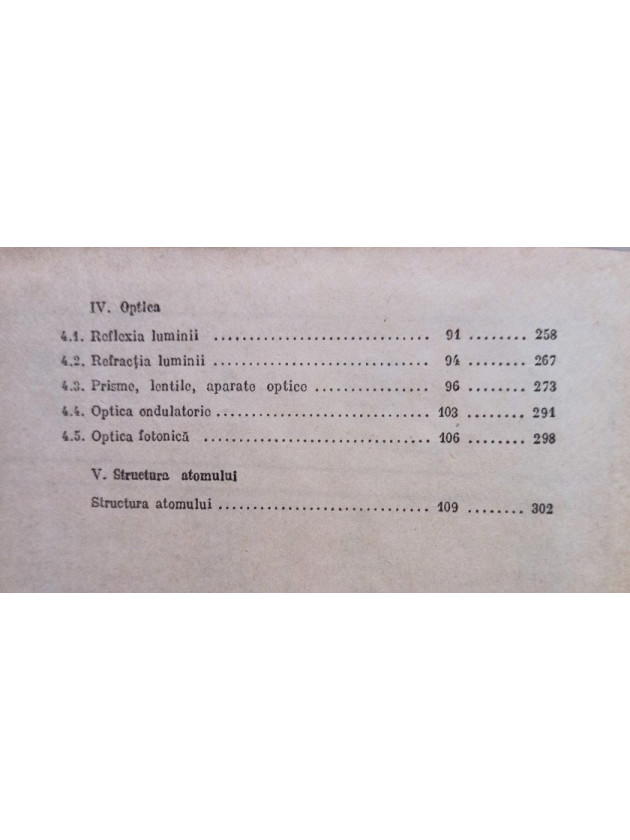 IV. Optica
4.1. Reflexia luminii ................................ 91 ........ 258
4.2. Refracția luminii ................................ 94 ........ 267
4.3. Prisme, lentile, aparate optice ................. 96 ........ 273
4.4. Optica ondulatorie ............................... 103 ........ 291
4.5. Optica fotonică ................................. 106 ........ 298
V. Structura atomului
Structura atomului ............................... 109 ........ 302